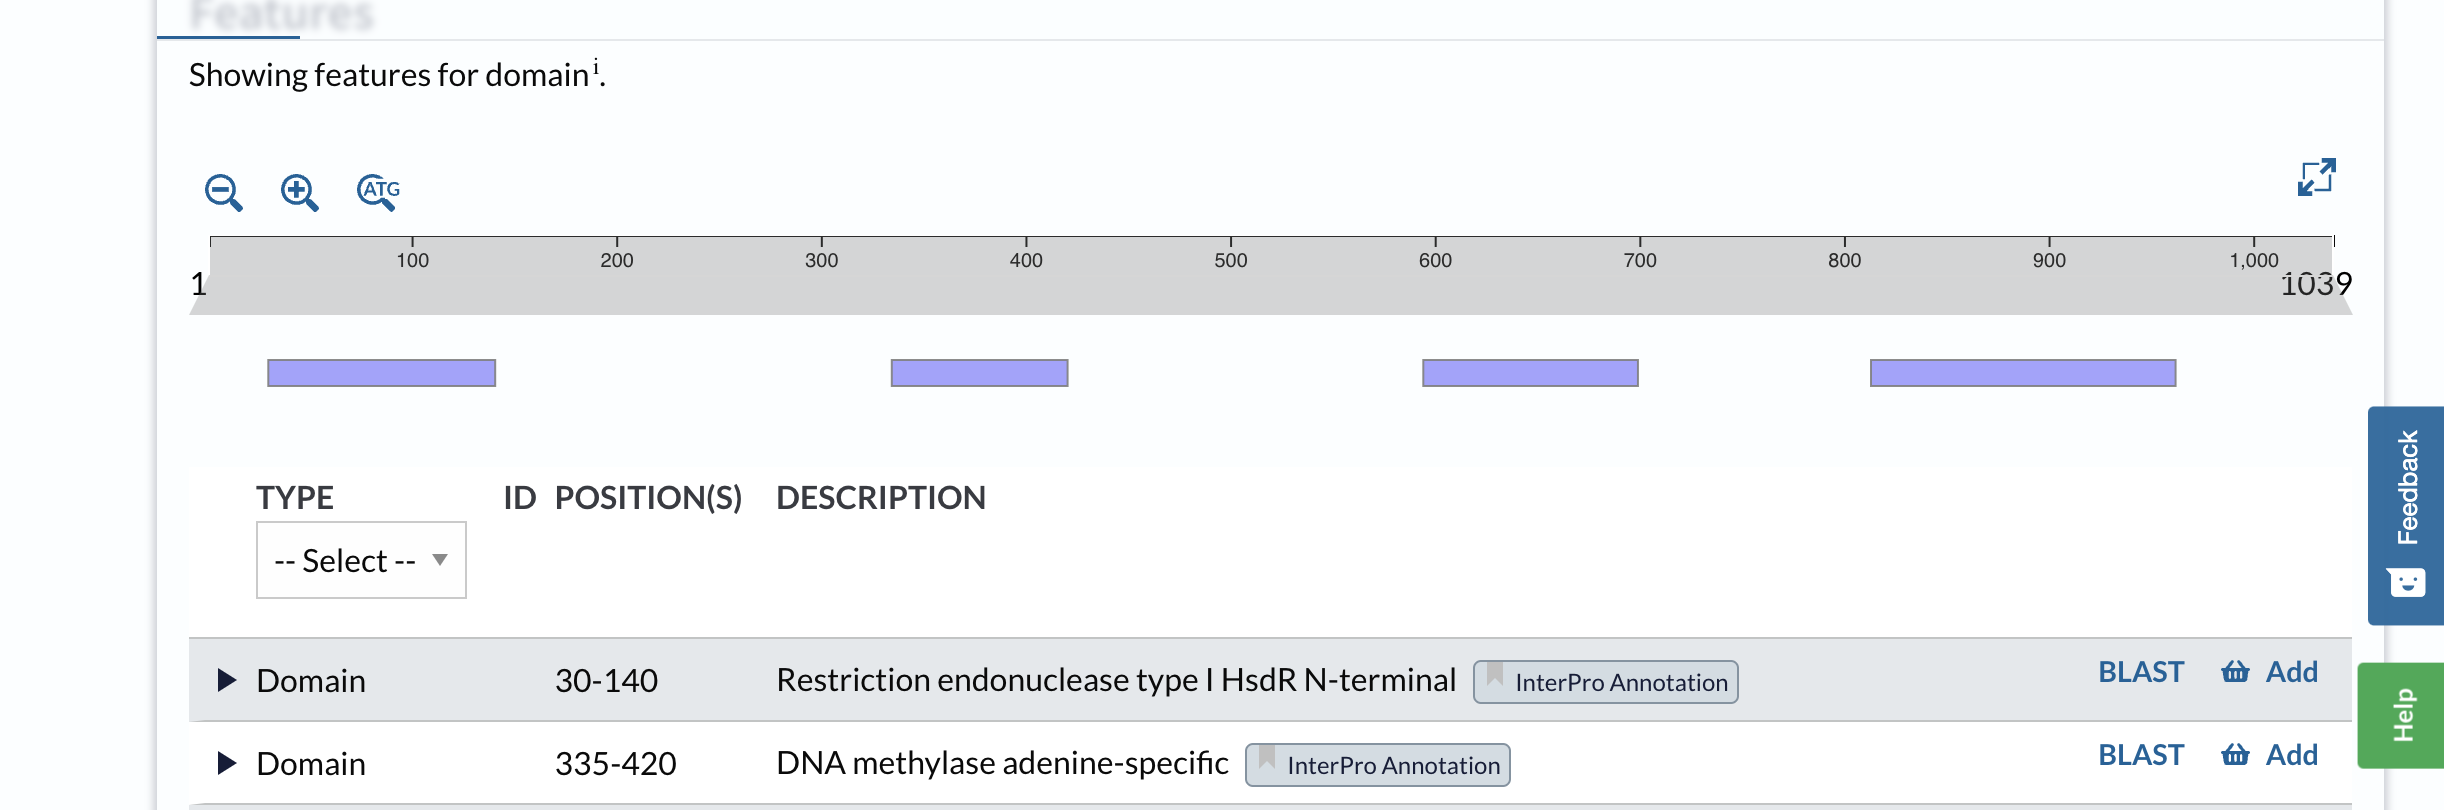 Features
Showing features for domain i.
ATG
100 200 300 400 500 600 700 800 900 1,000
1 1039
TYPE ID POSITION(S) DESCRIPTION
-- Select --
Domain 30-140 Restriction endonuclease type I HsdR N-terminal InterPro Annotation BLAST Add
Domain 335-420 DNA methylase adenine-specific InterPro Annotation BLAST Add
Feedback
Help